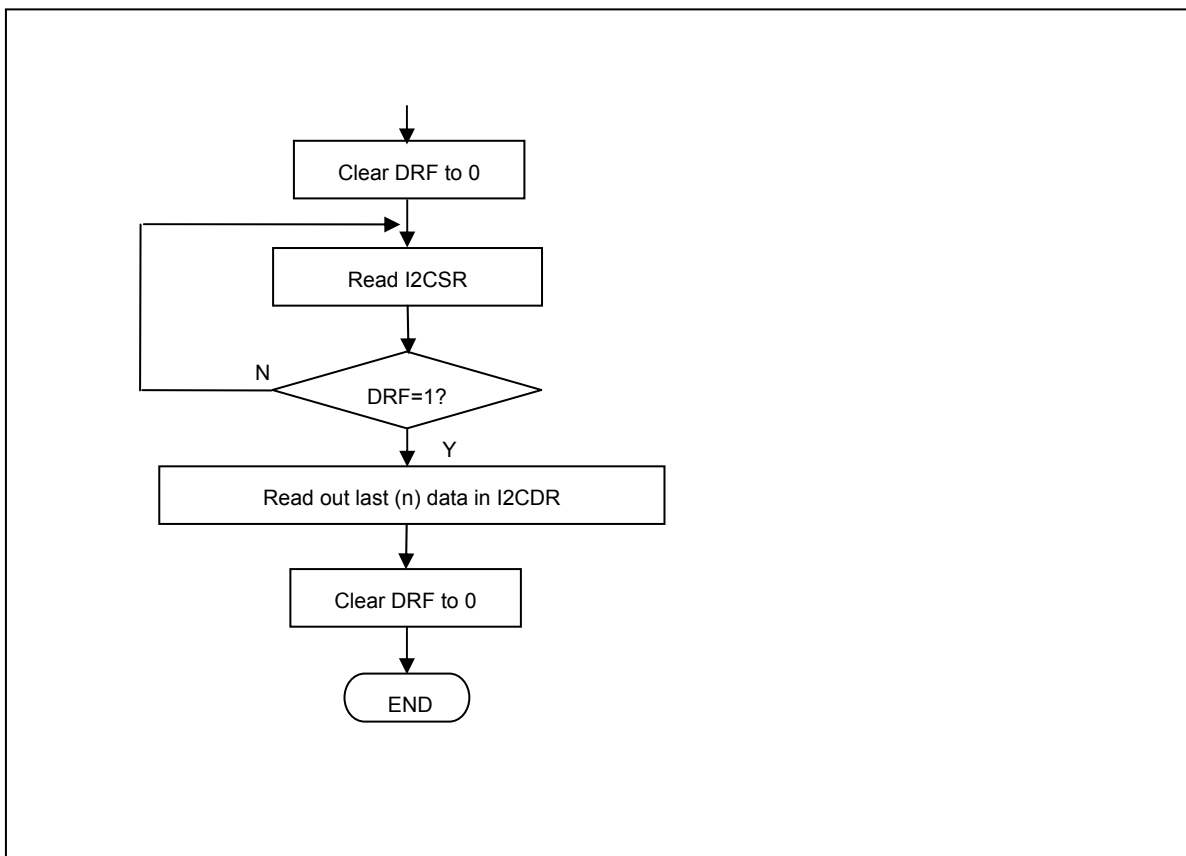 Clear DRF to 0
Read I2CSR
N
DRF=1?
Y
Read out last (n) data in I2CDR
Clear DRF to 0
END